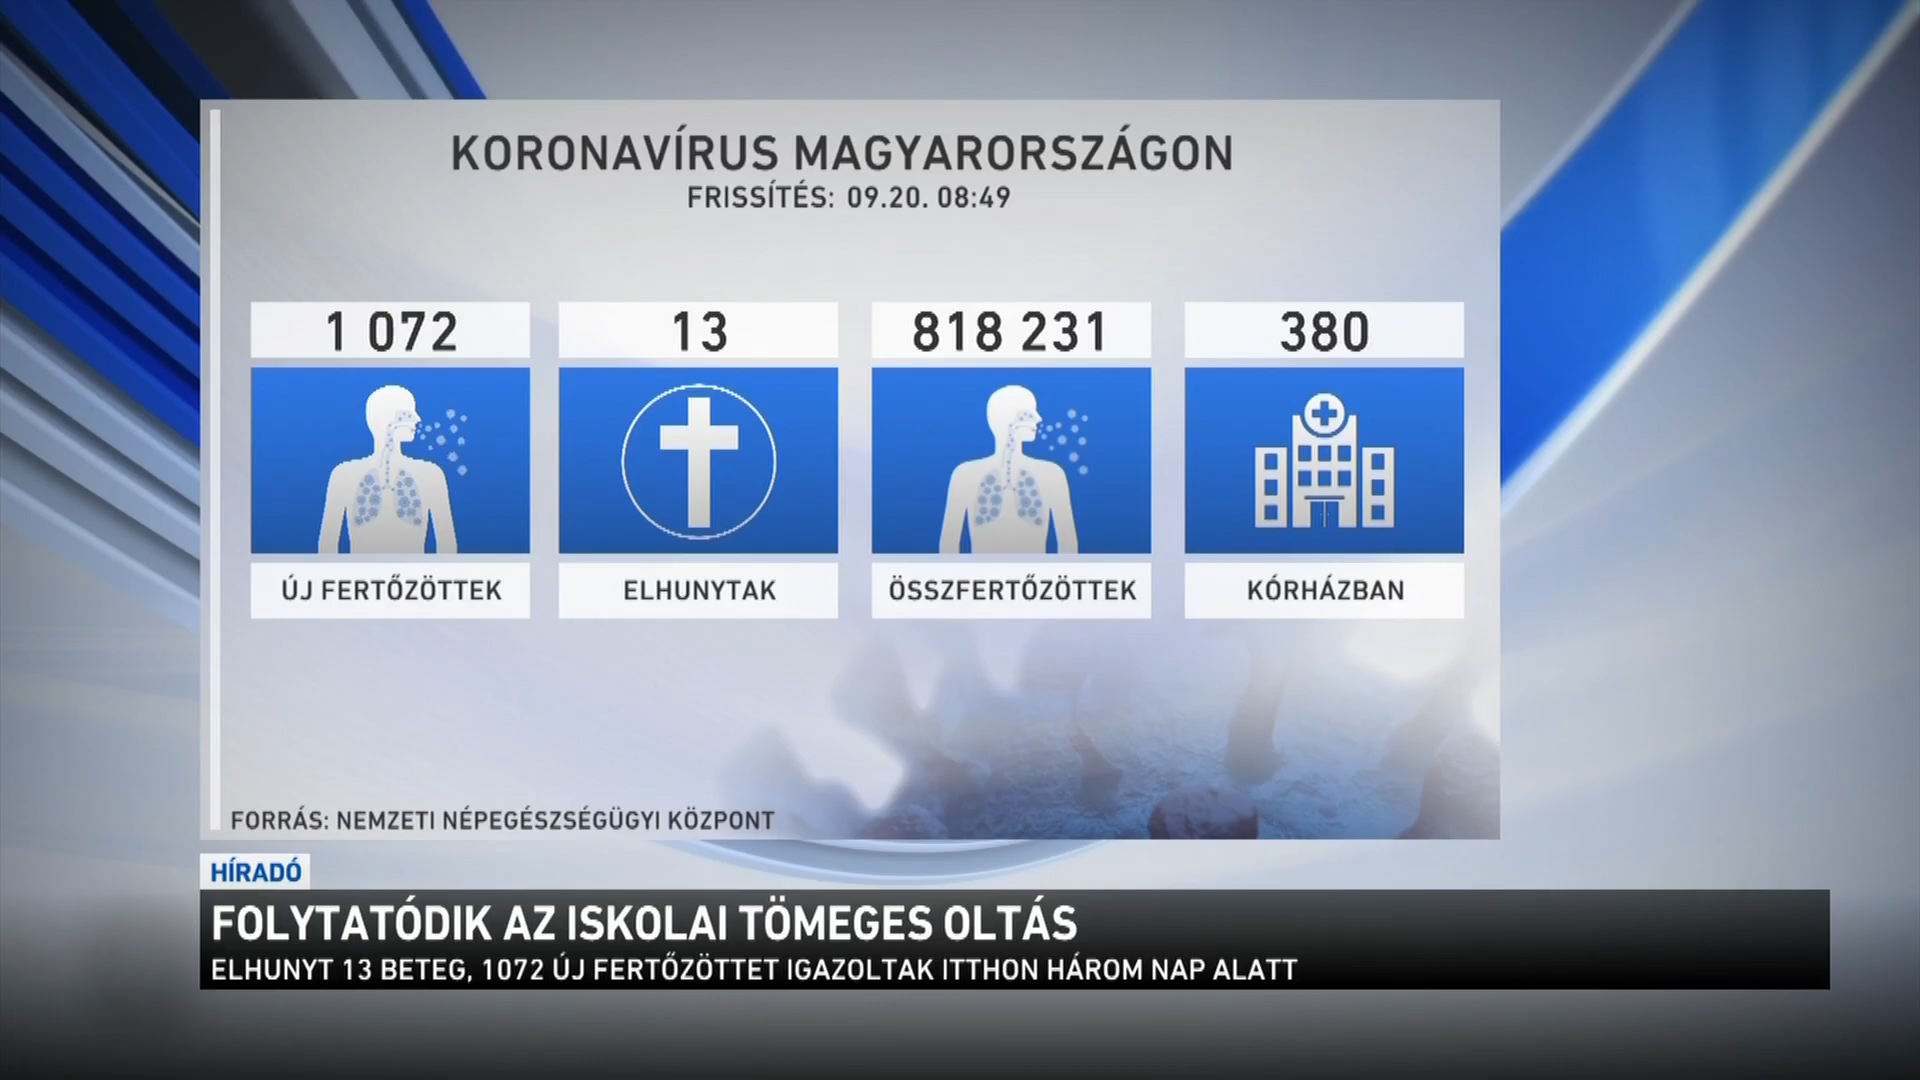 KORONAVÍRUS MAGYARORSZÁGON
FRISSÍTÉS: 09.20. 08:49
1 072
13
818 231
380
ÚJ FERTŐZÖTTEK
ELHUNYTAK
ÖSSZFERTŐZÖTTEK
KÓRHÁZBAN
FORRÁS: NEMZETI NÉPEGÉSZSÉGÜGYI KÖZPONT
HÍRADÓ
FOLYTATÓDIK AZ ISKOLAI TÖMEGES OLTÁS
ELHUNYT 13 BETEG, 1072 ÚJ FERTŐZÖTTET IGAZOLTAK ITTHON HÁROM NAP ALATT